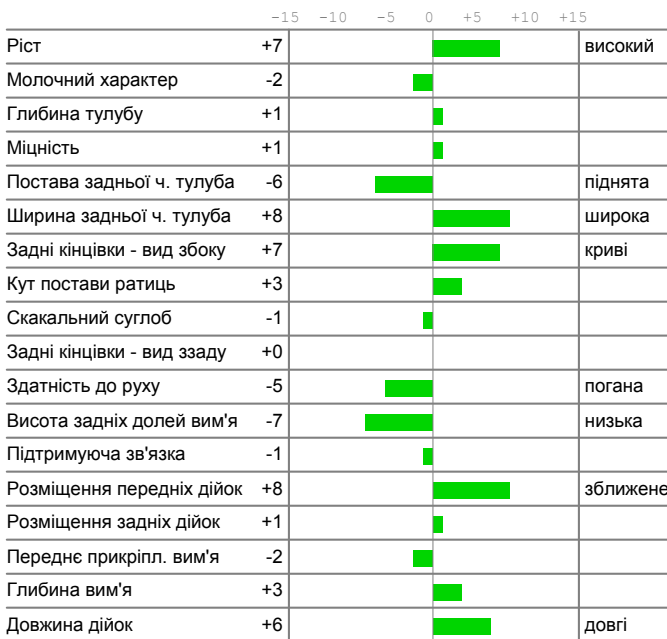 -15 -10 -5 0 +5 +10 +15
Ріст +7 високий
Молочний характер -2
Глибина тулубу +1
Міцність +1
Постава задньої ч. тулуба -6 піднята
Ширина задньої ч. тулуба +8 широка
Задні кінцівки - вид збоку +7 криві
Кут постави ратиць +3
Скакальний суглоб -1
Задні кінцівки - вид ззаду +0
Здатність до руху -5 погана
Висота задніх долей вим'я -7 низька
Підтримуюча зв'язка -1
Розміщення передніх дійок +8 зближене
Розміщення задніх дійок +1
Переднє прикріпл. вим'я -2
Глибина вим'я +3
Довжина дійок +6 довгі